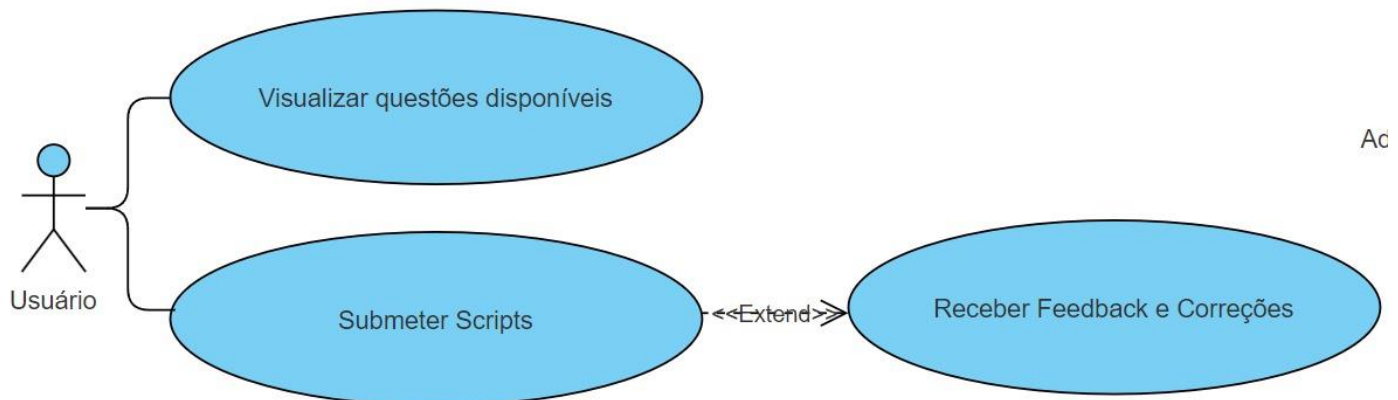 Visualizar questões disponíveis
Ad
Usuário
Submeter Scripts
<<Extend>>
Receber Feedback e Correções